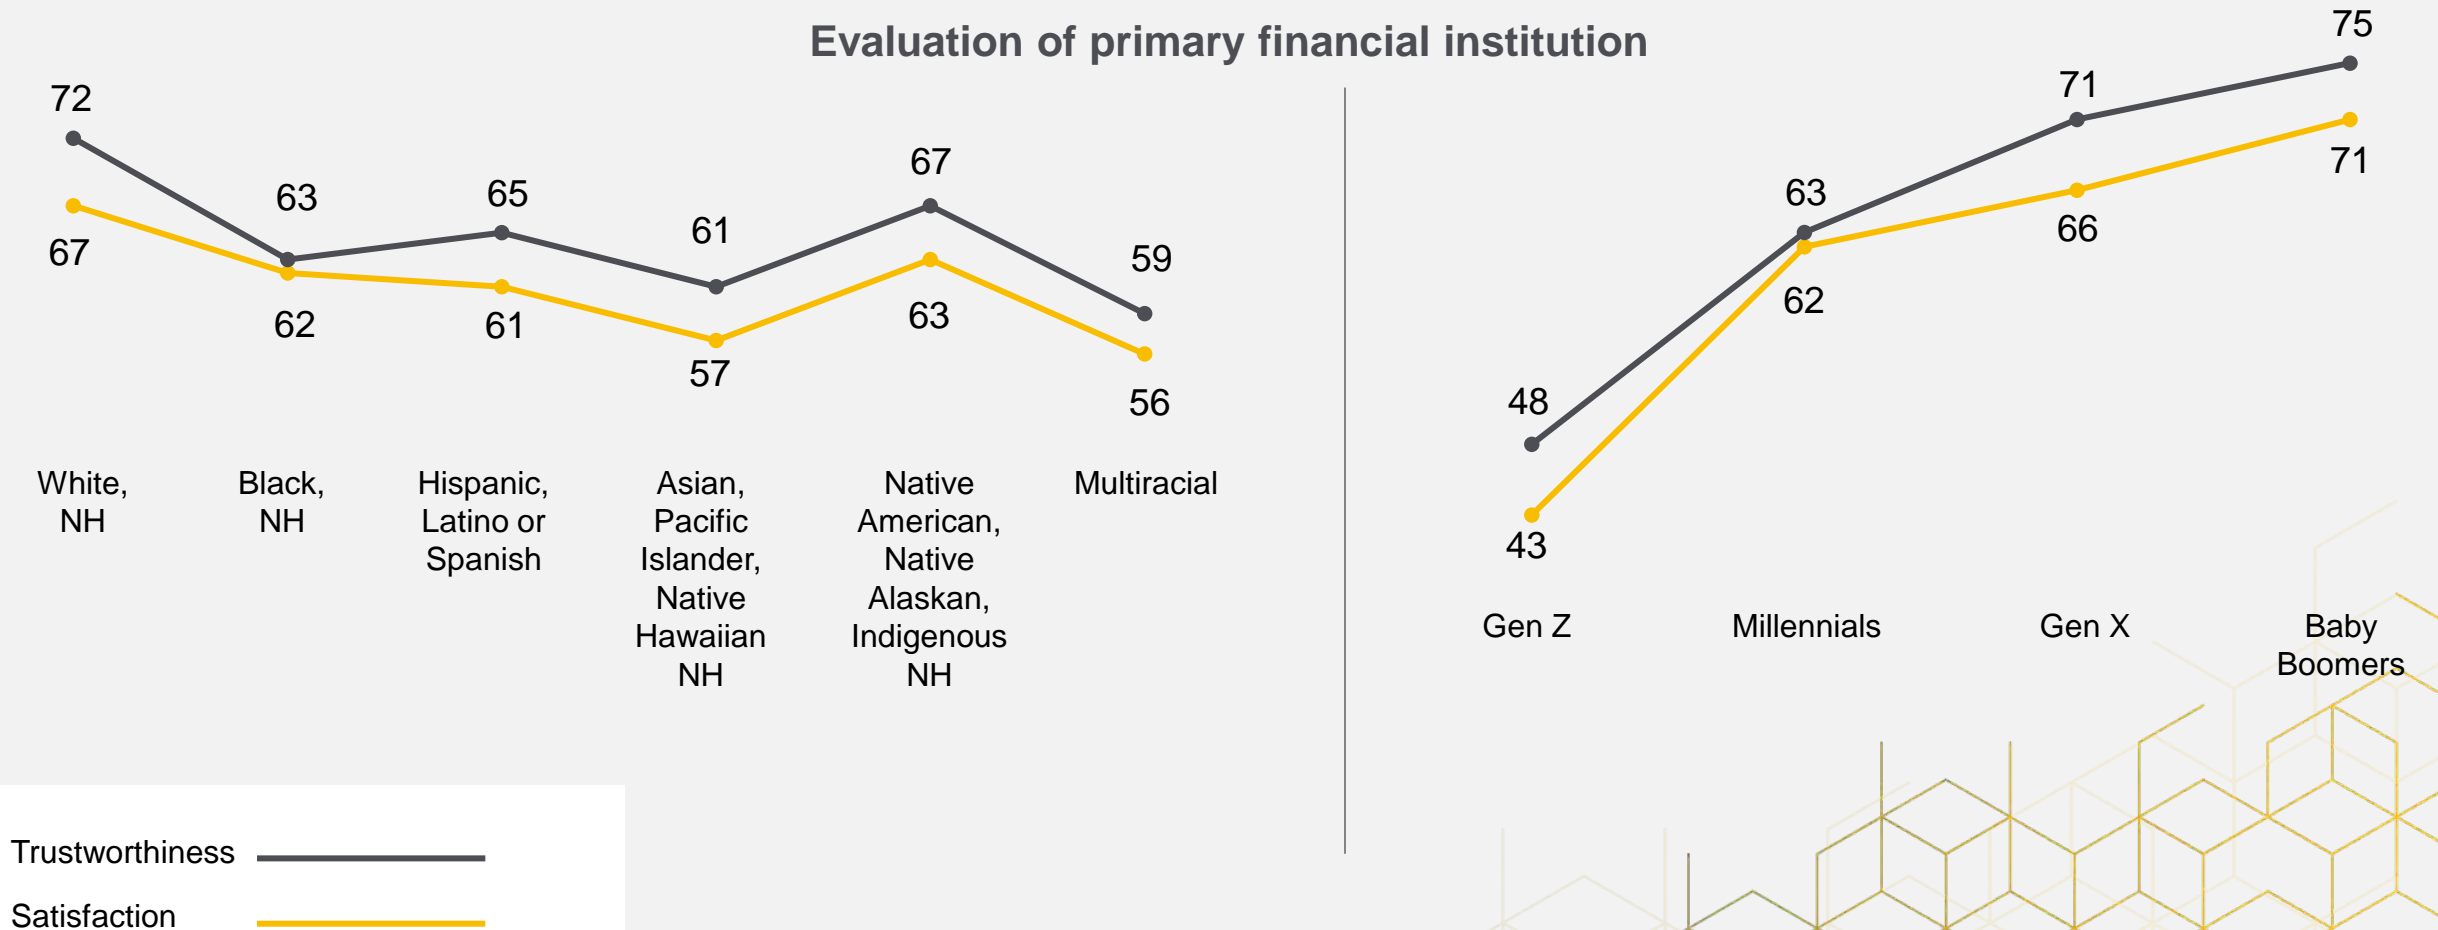 Evaluation of primary financial institution
72
63
65
61
67
59
67
62
61
57
63
56
White,
NH
Black,
NH
Hispanic,
Latino or
Spanish
Asian,
Pacific
Islander,
Native
Hawaiian
NH
Native
American,
Native
Alaskan,
Indigenous
NH
Multiracial
48
63
71
75
43
62
66
71
Gen Z
Millennials
Gen X
Baby
Boomers
Trustworthiness
Satisfaction